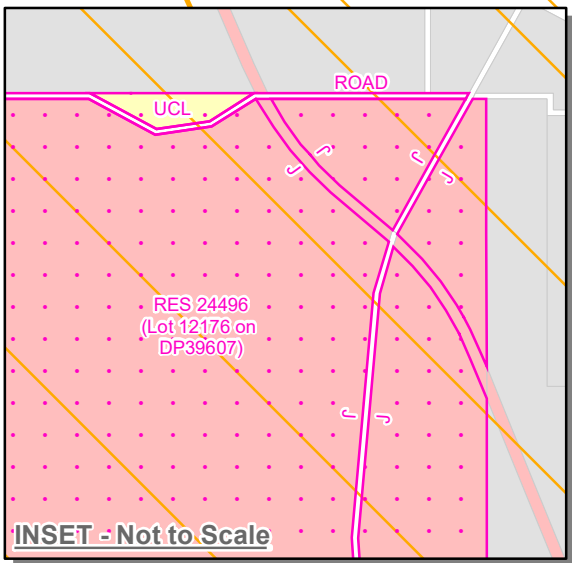 ROAD
UCL
RES 24496
(Lot 12176 on
DP39607)
INSET - Not to Scale